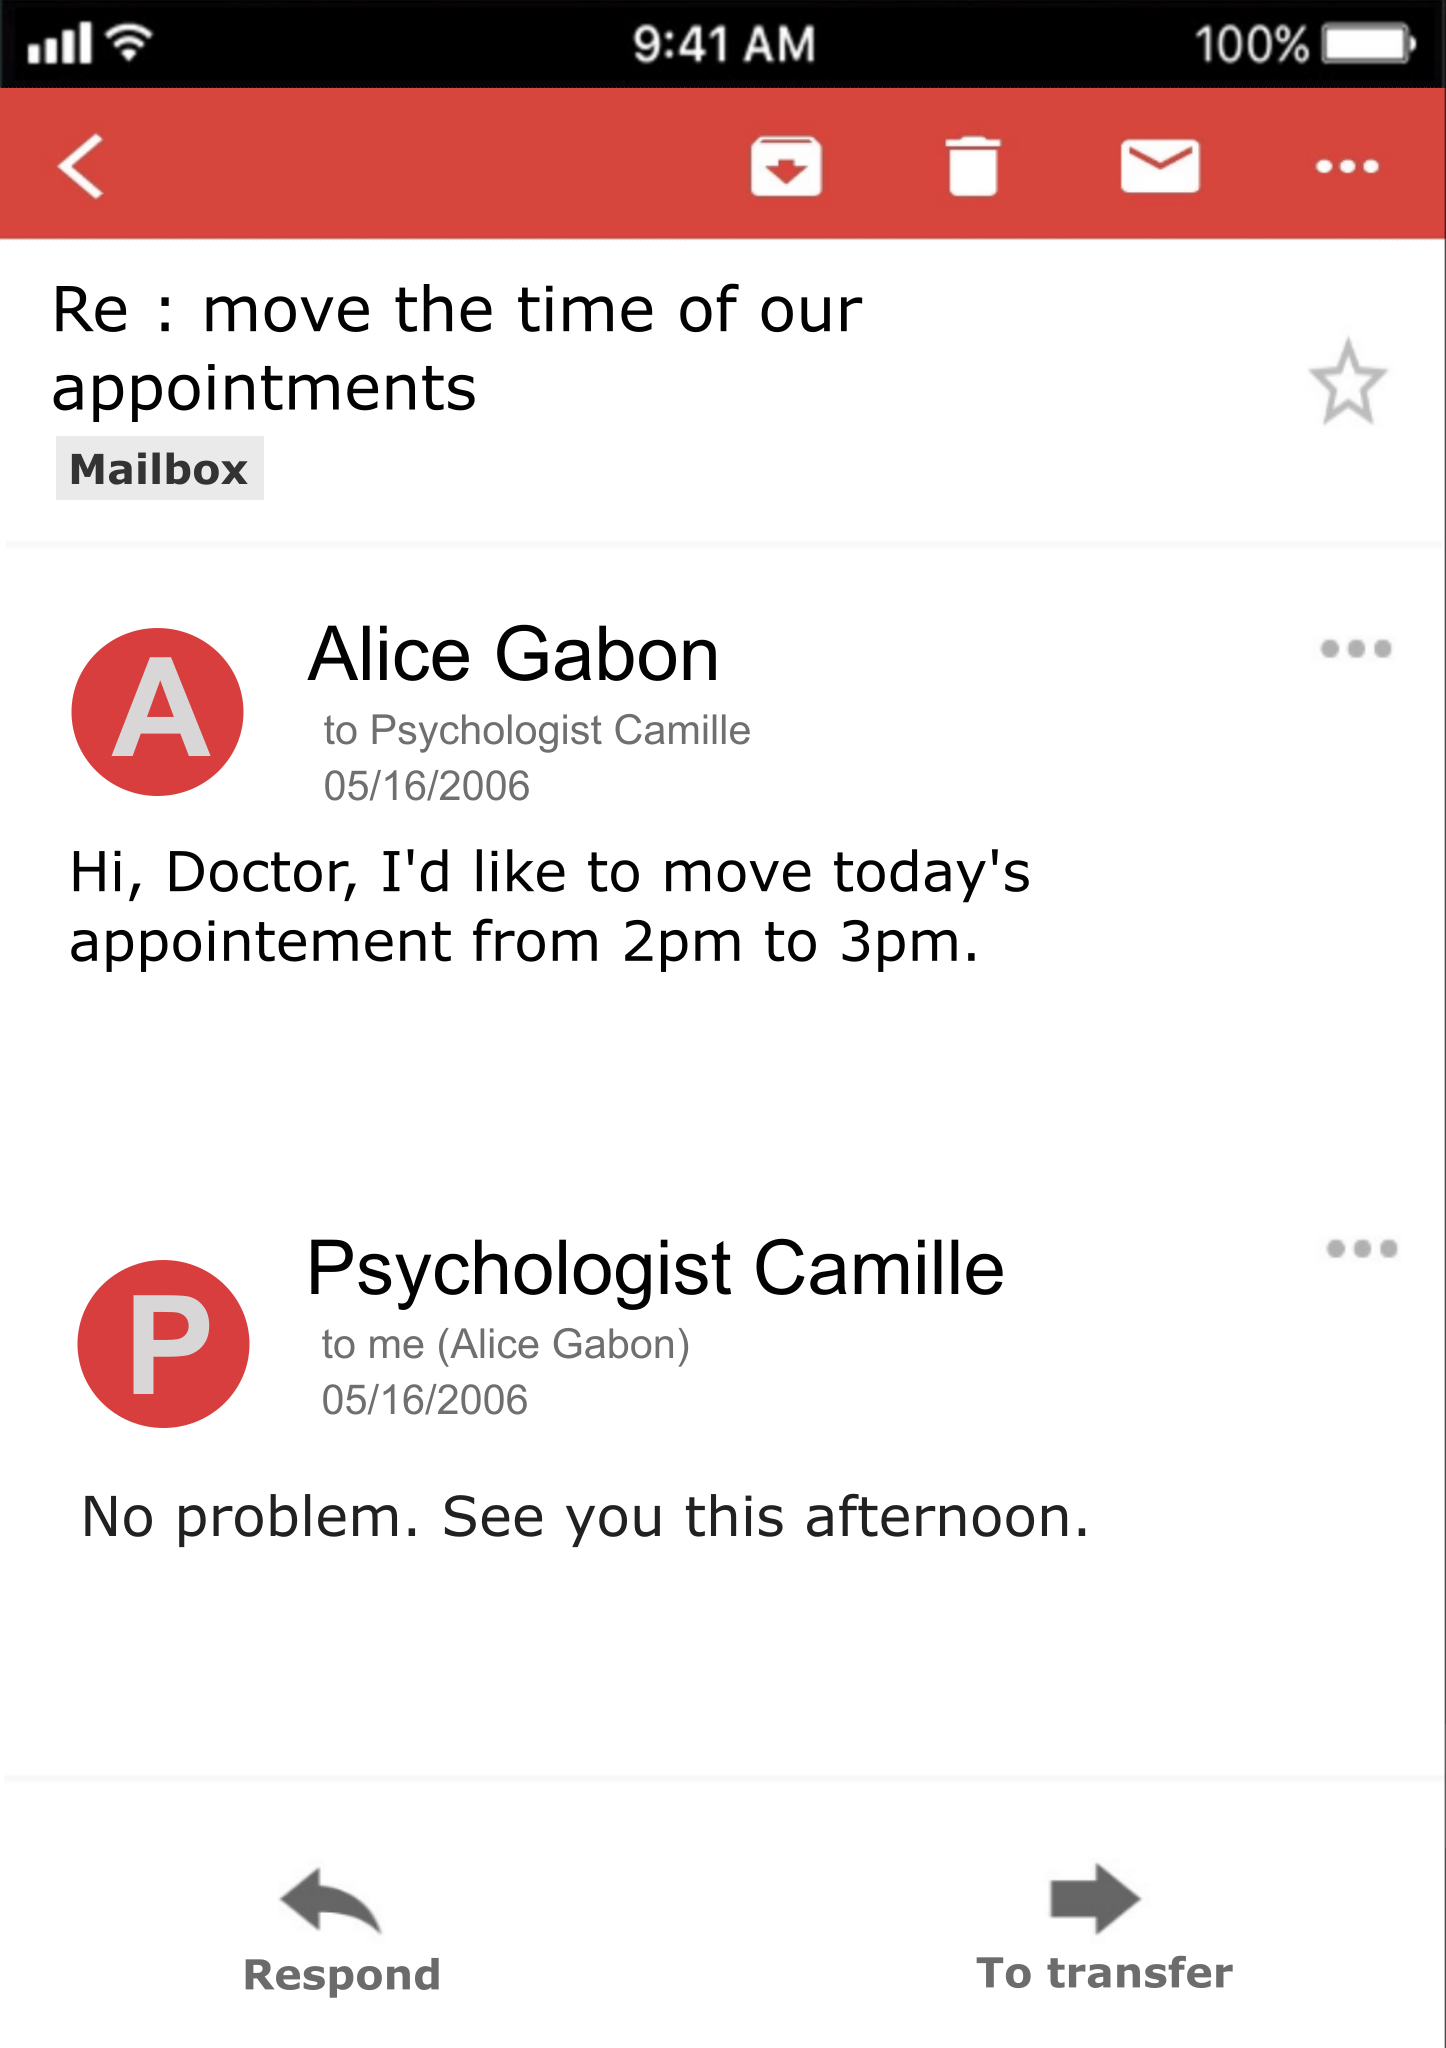 9:41 AM 100%
Re : move the time of our
appointments
Mailbox
A
Alice Gabon
to Psychologist Camille
05/16/2006
Hi, Doctor, I'd like to move today's
appointement from 2pm to 3pm.
P
Psychologist Camille
to me (Alice Gabon)
05/16/2006
No problem. See you this afternoon.
Respond To transfer